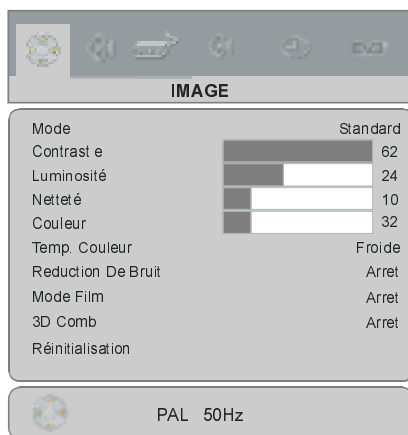 IMAGE
Mode Standard
Contrast e 62
Luminosité 24
Netteté 10
Couleur 32
Temp. Couleur Froide
Reduction De Bruit Arret
Mode Film Arret
3D Comb Arret
Réinitialisation
PAL 50Hz